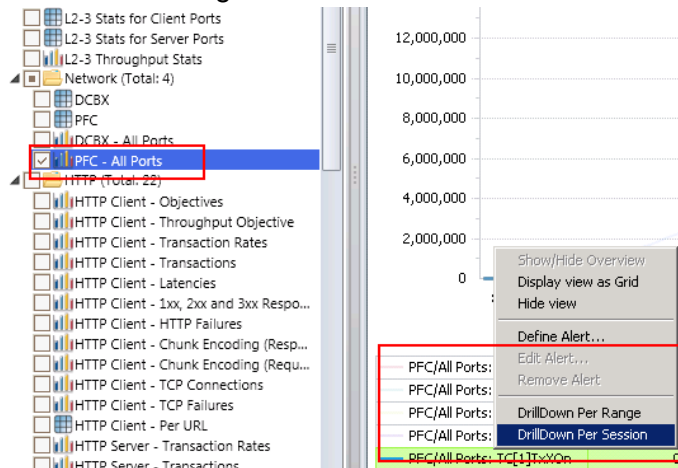 L2-3 Stats for Client Ports
L2-3 Stats for Server Ports
L2-3 Throughput Stats
Network (Total: 4)
DCBX
PFC
DCBX - All Ports
PFC - All Ports
HTTP (Total: 22)
HTTP Client - Objectives
HTTP Client - Throughput Objective
HTTP Client - Transaction Rates
HTTP Client - Transactions
HTTP Client - Latencies
HTTP Client - 1xx, 2xx and 3xx Respo...
HTTP Client - HTTP Failures
HTTP Client - Chunk Encoding (Resp...
HTTP Client - Chunk Encoding (Requ...
HTTP Client - TCP Connections
HTTP Client - TCP Failures
HTTP Client - Per URL
HTTP Server - Transaction Rates
HTTP Server - Transactions
12,000,000
10,000,000
8,000,000
6,000,000
4,000,000
2,000,000
0
Show/Hide Overview
Display view as Grid
Hide view
Define Alert...
Edit Alert...
Remove Alert
DrillDown Per Range
DrillDown Per Session
PFC/All Ports:
PFC/All Ports:
PFC/All Ports:
PFC/All Ports:
PFC/All Ports: TC[1]TxXOn